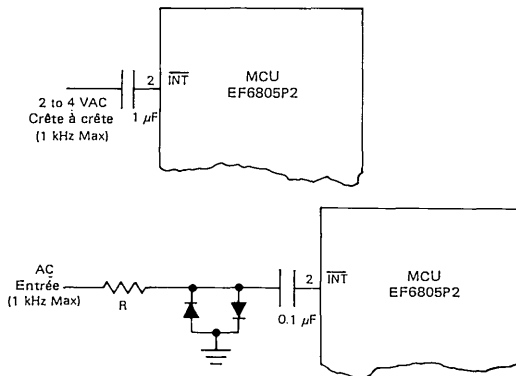 MCU
EF6805P2
2 INT
2 to 4 VAC
Crête à crête
(1 kHz Max)
1 μF
MCU
EF6805P2
2 INT
AC
Entrée
(1 kHz Max)
R
0.1 μF